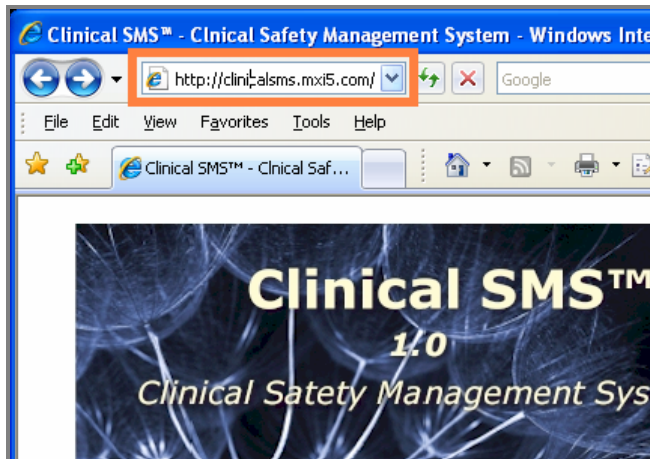 Clinical SMS™ - Clnical Safety Management System - Windows Inte
http://clinicalsms.mxi5.com/
Google
File Edit View Favorites Tools Help
Clinical SMS™ - Clnical Saf...
Clinical SMS™
1.0
Clinical Satety Management Sys